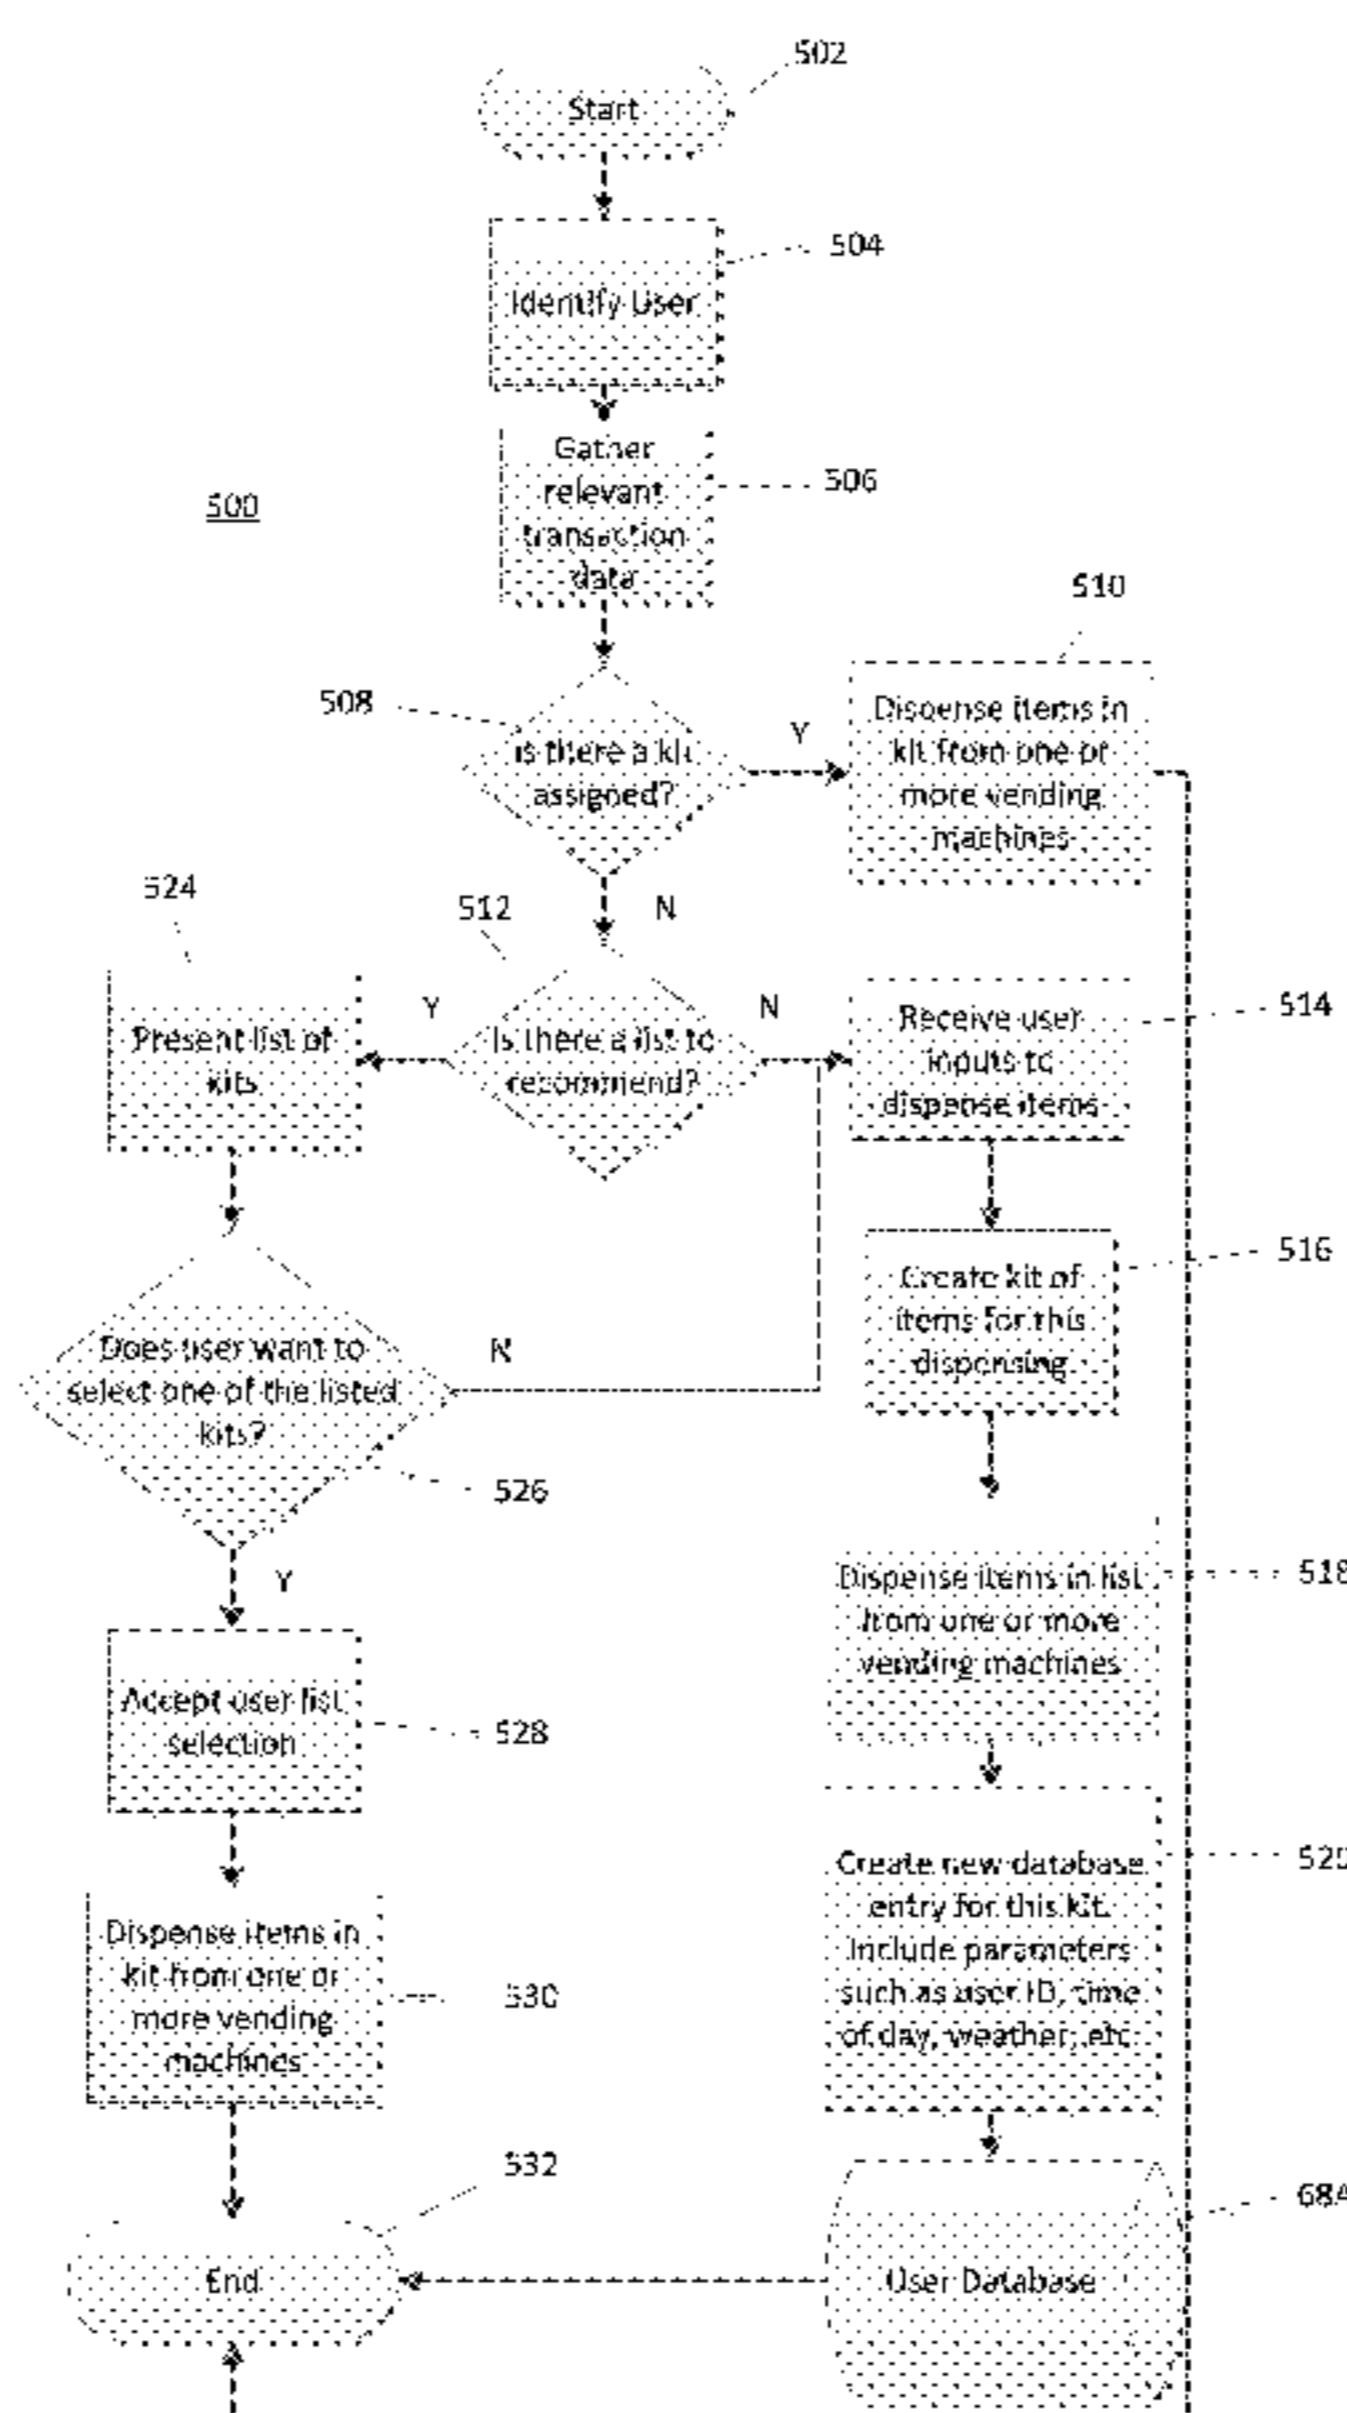 502
Start
504
Identify User
Gather
relevant
transaction
data
506
500
510
508
Is there a kit
assigned?
Y
Dispense items in
kit from one or
more vending
machines
N
524
512
Present list of
kits
Y
Is there a list to
recommend?
N
Receive user
inputs to
dispense items
514
Create kit of
items for this
dispensing
516
Does user want to
select one of the listed
kits?
N
526
Y
Dispense items in list
from one or more
vending machines
518
Accept user list
selection
528
Create new database
entry for this kit.
Include parameters
such as user ID, time
of day, weather, etc
520
Dispense items in
kit from one or
more vending
machines
530
532
End
User Database
68A